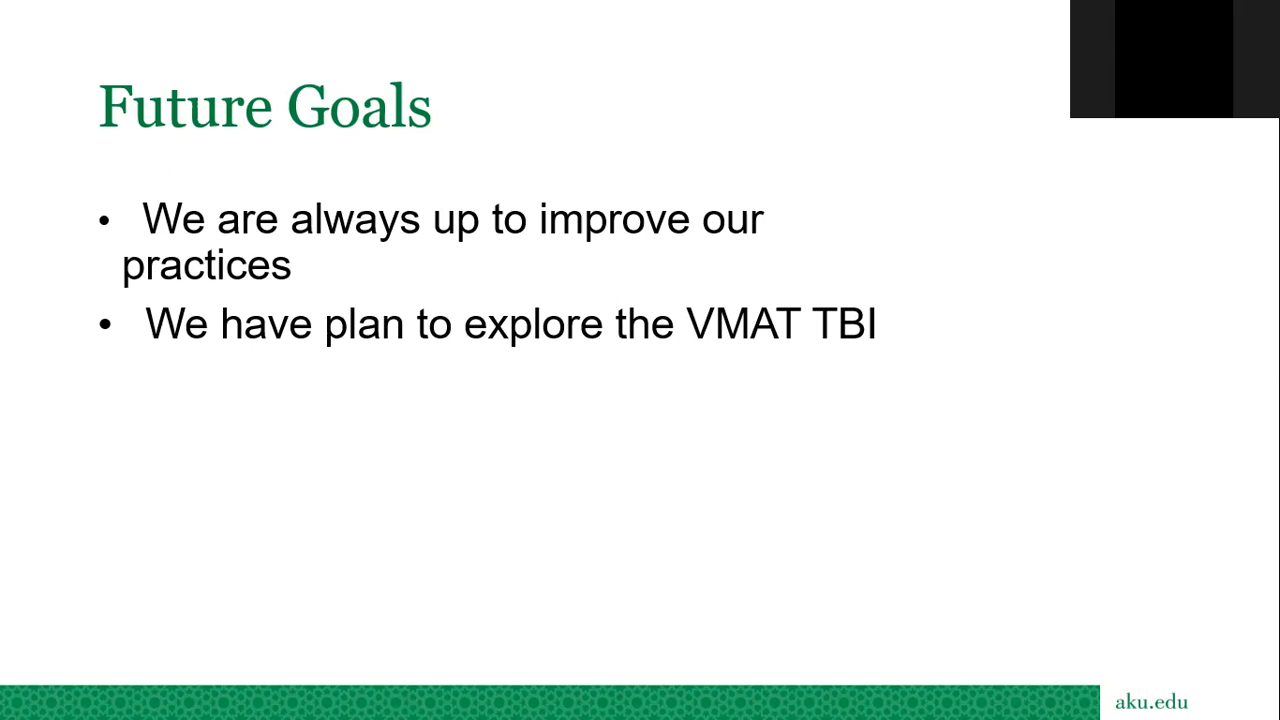 Future Goals
• We are always up to improve our
practices
• We have plan to explore the VMAT TBI
aku.edu